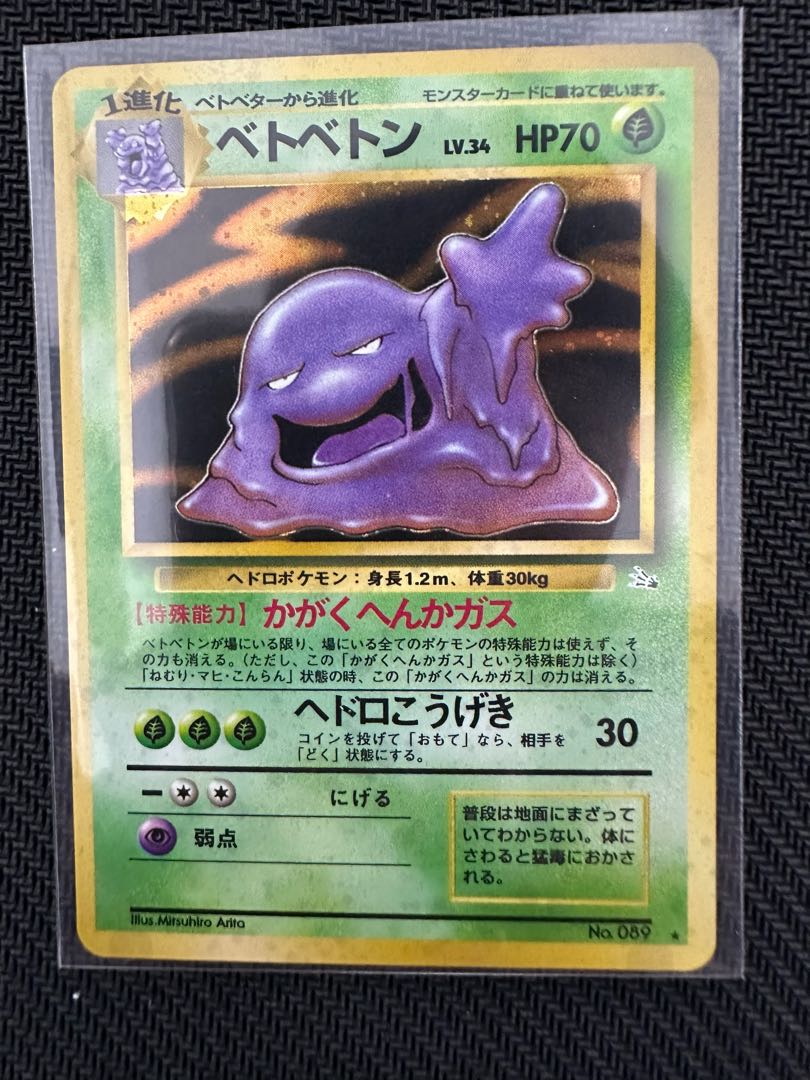 1進化 ベトベターから進化 モンスターカードに重ねて使います。
ベトベトン LV.34 HP70
ヘドロポケモン：身長1.2m、体重30kg
【特殊能力】かがくへんかガス
ベトベトンが場にいる限り、場にいる全てのポケモンの特殊能力は使えず、そ
の力も消える。（ただし、この「かがくへんかガス」という特殊能力は除く）
「ねむり・マヒ・こんらん」状態の時、この「かがくへんかガス」の力は消える。
ヘドロこうげき 30
コインを投げて「おもて」なら、相手を
「どく」状態にする。
ー にげる
弱点
普段は地面にまざって
いてわからない。体に
さわると猛毒におかさ
れる。
Illus.Mitsuhiro Arita
No. 089 ★